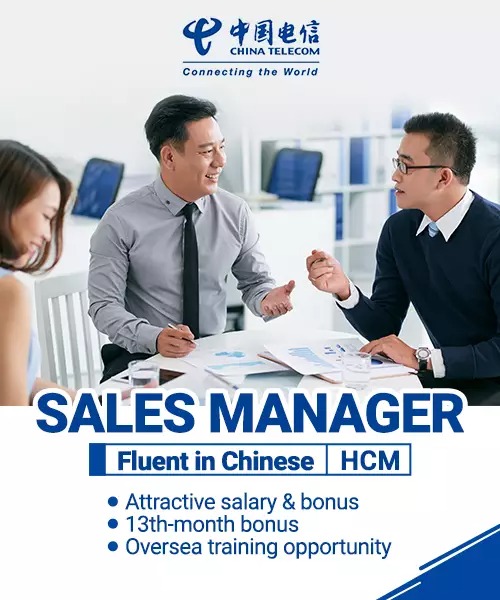 中国电信
CHINA TELECOM
Connecting the World
SALES MANAGER
Fluent in Chinese | HCM
• Attractive salary & bonus
• 13th-month bonus
• Oversea training opportunity